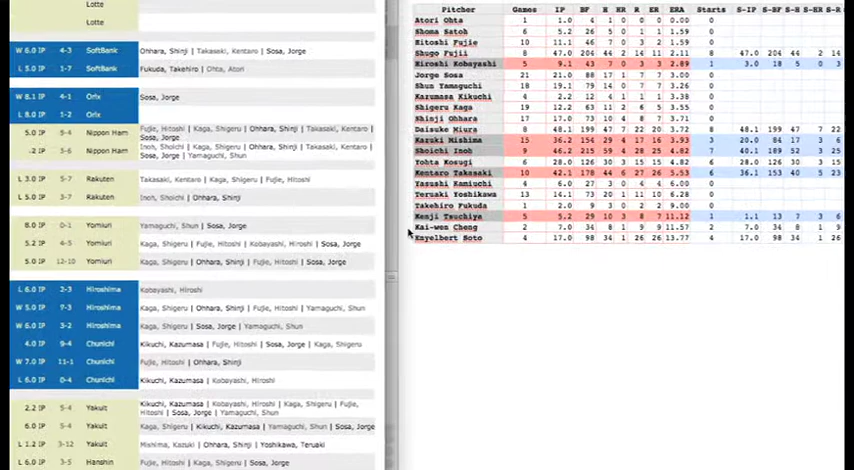 Lotte
Lotte
W 6.0 IP 4-3 SoftBank Ohhara, Shinji | Takasaki, Kentaro | Sosa, Jorge
L 5.0 IP 1-7 SoftBank Fukuda, Takehiro | Ohta, Atori
W 8.1 IP 4-1 Orix Sosa, Jorge
L 8.0 IP 1-2 Orix
5.0 IP 5-4 Nippon Ham Fujie, Hitoshi | Kaga, Shigeru | Ohhara, Shinji | Takasaki, Kentaro |
Sosa, Jorge
.2 IP 3-6 Nippon Ham Inoh, Shoichi | Kaga, Shigeru | Ohhara, Shinji | Takasaki, Kentaro |
Sosa, Jorge | Yamaguchi, Shun
L 3.0 IP 5-7 Rakuten Takasaki, Kentaro | Kaga, Shigeru | Fujie, Hitoshi
L 5.0 IP 3-7 Rakuten Inoh, Shoichi | Ohhara, Shinji
8.0 IP 0-1 Yomiuri Yamaguchi, Shun | Sosa, Jorge
5.2 IP 4-5 Yomiuri Kaga, Shigeru | Fujie, Hitoshi | Kobayashi, Hiroshi | Sosa, Jorge
5.0 IP 12-10 Yomiuri Kaga, Shigeru | Ohhara, Shinji | Fujie, Hitoshi | Sosa, Jorge
L 6.0 IP 2-3 Hiroshima Kobayashi, Hiroshi
W 5.0 IP 7-3 Hiroshima Kaga, Shigeru | Ohhara, Shinji | Fujie, Hitoshi | Yamaguchi, Shun
W 6.0 IP 3-2 Hiroshima Kaga, Shigeru | Sosa, Jorge | Yamaguchi, Shun
4.0 IP 9-4 Chunichi Kikuchi, Kazumasa | Fujie, Hitoshi | Sosa, Jorge | Kaga, Shigeru
W 7.0 IP 11-1 Chunichi Fujie, Hitoshi | Ohhara, Shinji
L 6.0 IP 0-4 Chunichi Kikuchi, Kazumasa | Kobayashi, Hiroshi
2.2 IP 5-4 Yakult Kikuchi, Kazumasa | Kobayashi, Hiroshi | Kaga, Shigeru | Fujie,
Hitoshi | Sosa, Jorge | Yamaguchi, Shun
6.0 IP 5-4 Yakult Kaga, Shigeru | Kikuchi, Kazumasa | Yamaguchi, Shun | Sosa, Jorge
L 1.2 IP 3-12 Yakult Mishima, Kazuki | Ohhara, Shinji | Yoshikawa, Teruaki
L 6.0 IP 3-5 Hanshin Fujie, Hitoshi | Kaga, Shigeru | Sosa, Jorge
Pitcher Games IP BF H HR R ER ERA Starts S-IP S-BF S-H S-HR S-R
Atori Ohta 1 1.0 4 1 0 0 0 0.00 0
Shoma Satoh 6 5.2 26 5 0 1 1 1.59 0
Hitoshi Fujie 10 11.1 46 7 0 3 2 1.59 0
Shugo Fujii 8 47.0 204 44 2 14 11 2.11 8 47.0 204 44 2 14
Hiroshi Kobayashi 5 9.1 43 7 0 3 3 2.89 1 3.0 18 5 0 3
Jorge Sosa 21 21.0 88 17 1 7 7 3.00 0
Shun Yamaguchi 18 19.1 79 14 0 7 7 3.26 0
Kazumasa Kikuchi 4 2.2 12 4 1 1 1 3.38 0
Shigeru Kaga 19 12.2 63 11 2 6 5 3.55 0
Shinji Ohhara 17 17.0 73 10 4 8 7 3.71 0
Daisuke Miura 8 48.1 199 47 7 22 20 3.72 8 48.1 199 47 7 22
Kazuki Mishima 15 36.2 154 29 4 17 16 3.93 3 20.0 84 17 3 6
Shoichi Inoh 9 46.2 215 59 4 28 25 4.82 7 40.1 189 52 3 25
Yohta Kosugi 6 28.0 126 30 3 15 15 4.82 6 28.0 126 30 3 15
Kentaro Takasaki 10 42.1 178 44 6 27 26 5.53 6 36.1 153 40 5 23
Yasushi Kamiuchi 4 6.0 27 3 0 4 4 6.00 0
Teruaki Yoshikawa 13 14.1 73 20 1 11 10 6.28 0
Takehiro Fukuda 1 2.0 9 3 0 2 2 9.00 0
Kenji Tsuchiya 5 5.2 29 10 3 8 7 11.12 1 1.1 13 7 3 6
Kai-wen Cheng 2 7.0 34 8 1 9 9 11.57 2 7.0 34 8 1 9
Enyelbert Soto 4 17.0 98 34 1 26 26 13.77 4 17.0 98 34 1 26